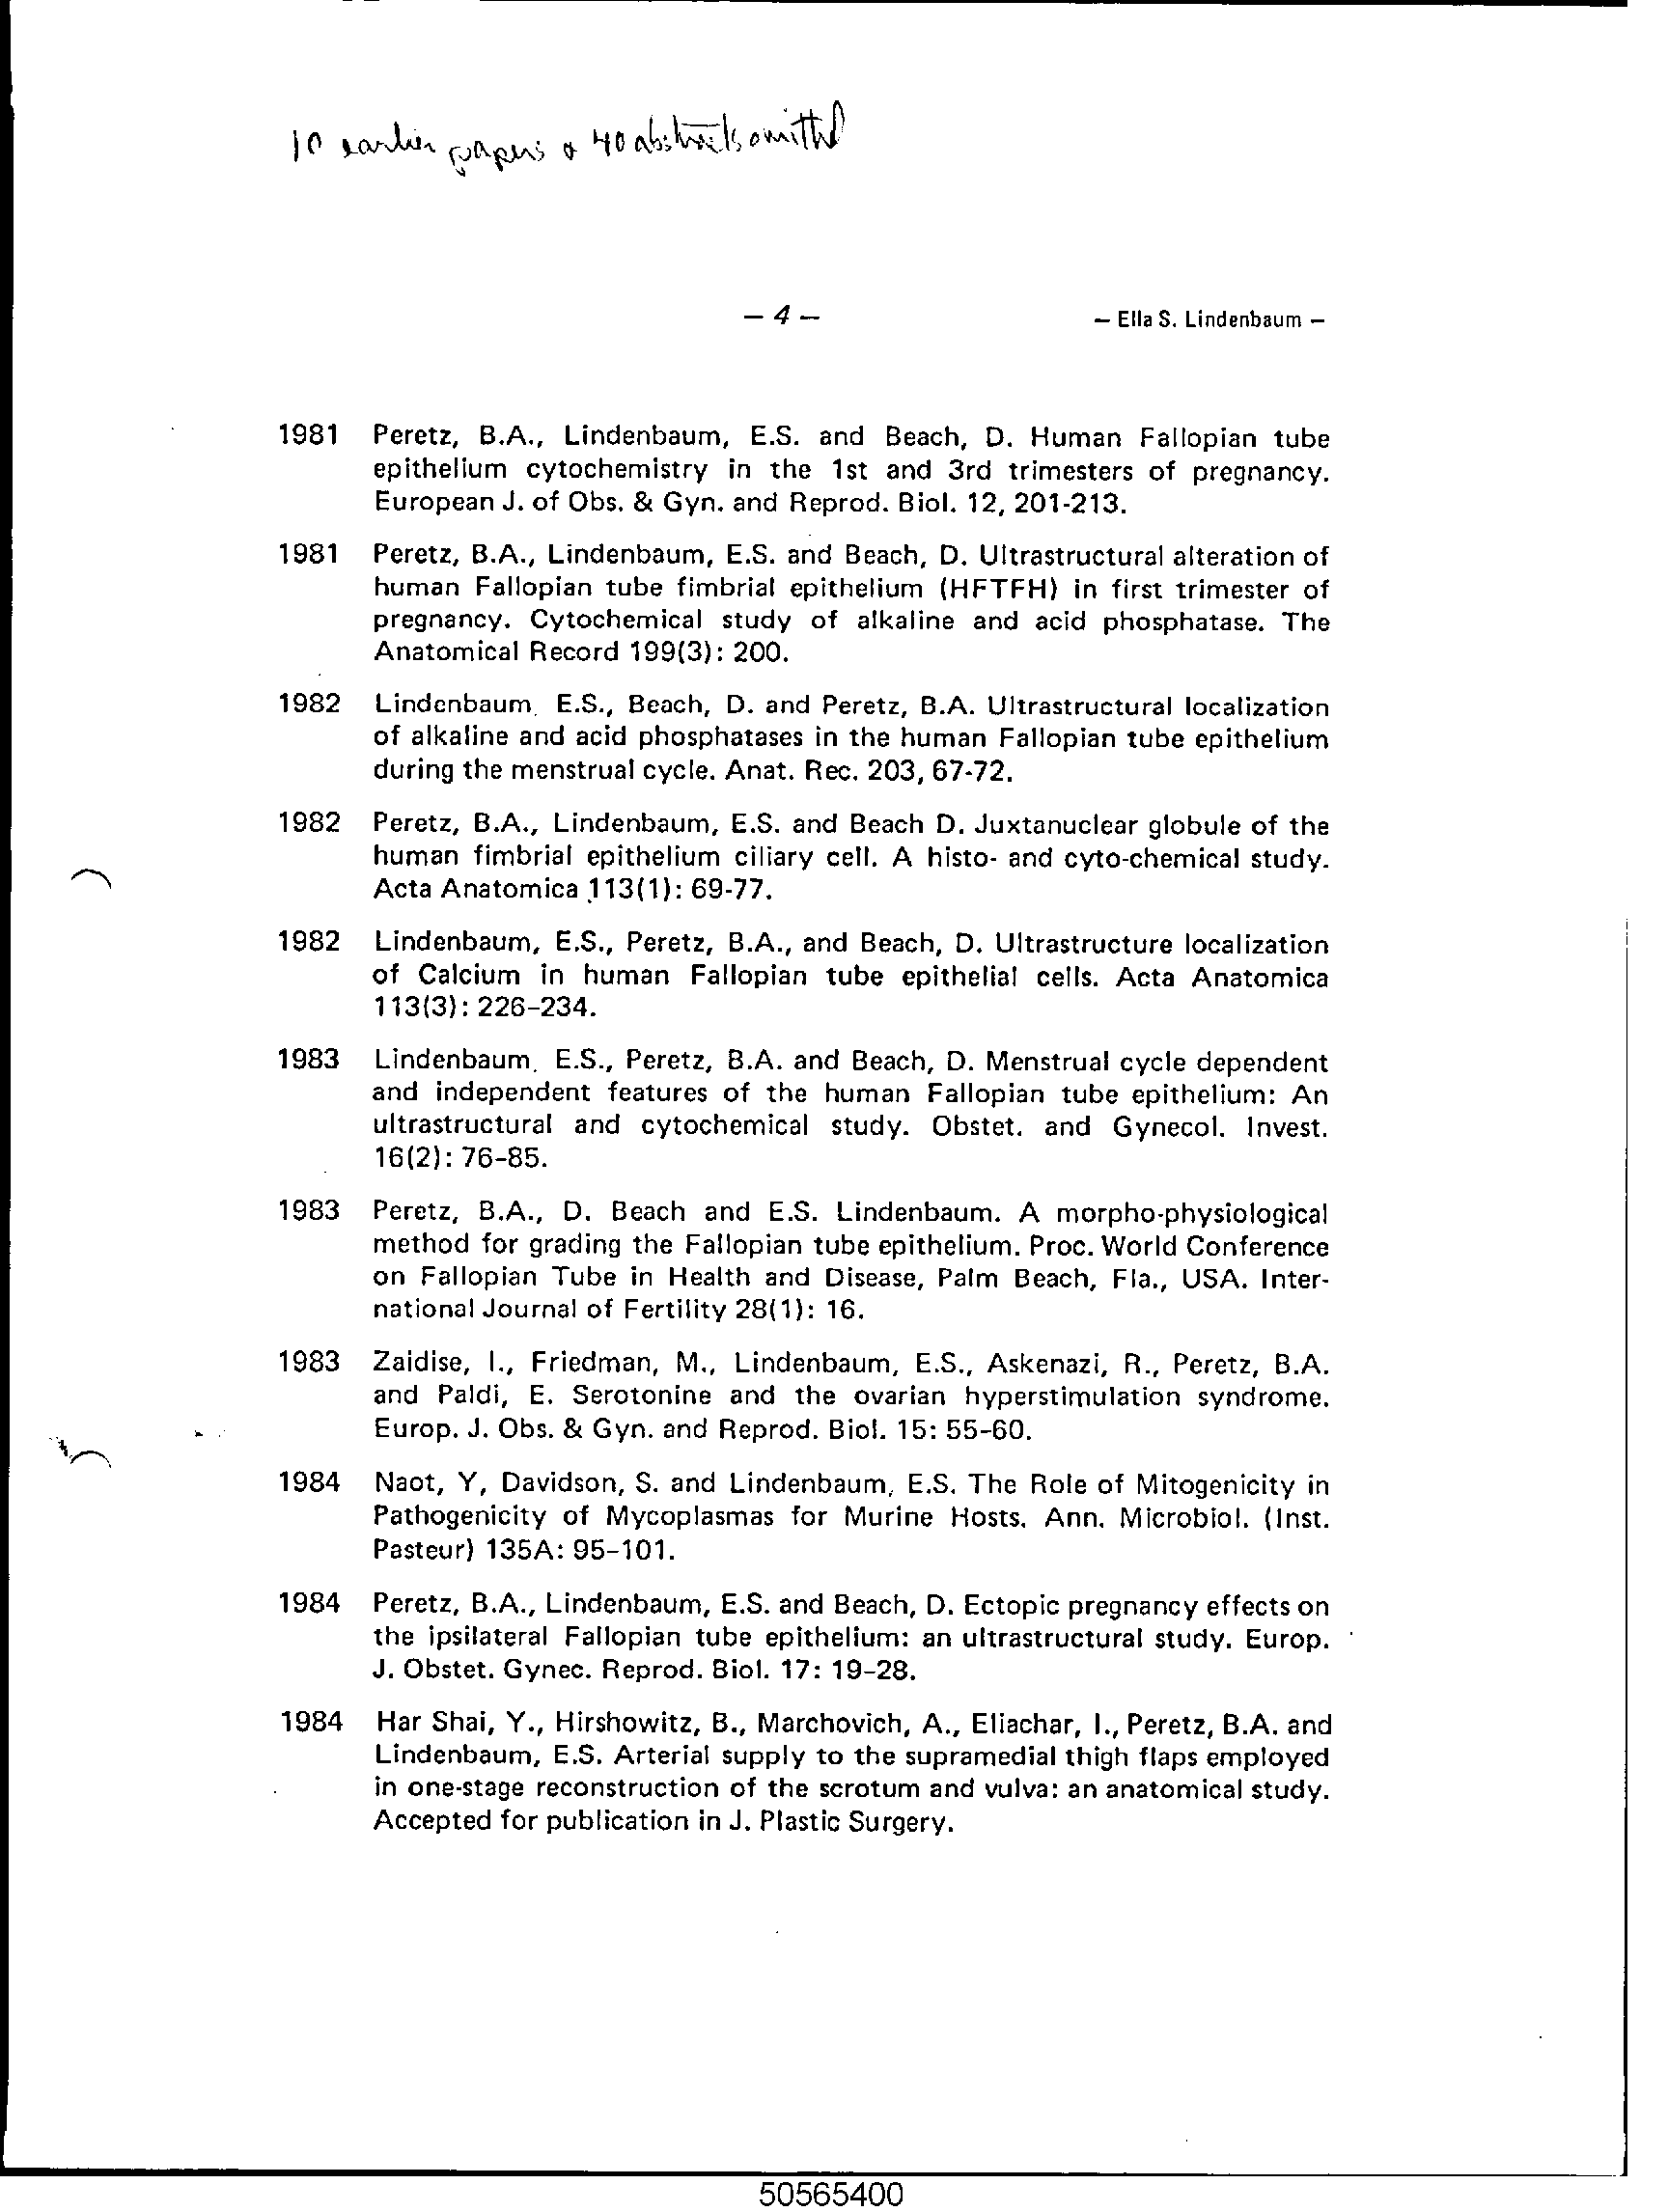 10 earlier papers & 40 abstracts omitted
– 4 –
– Ella S. Lindenbaum –
1981 Peretz, B.A., Lindenbaum, E.S. and Beach, D. Human Fallopian tube
epithelium cytochemistry in the 1st and 3rd trimesters of pregnancy.
European J. of Obs. & Gyn. and Reprod. Biol. 12, 201-213.
1981 Peretz, B.A., Lindenbaum, E.S. and Beach, D. Ultrastructural alteration of
human Fallopian tube fimbrial epithelium (HFTFH) in first trimester of
pregnancy. Cytochemical study of alkaline and acid phosphatase. The
Anatomical Record 199(3): 200.
1982 Lindenbaum, E.S., Beach, D. and Peretz, B.A. Ultrastructural localization
of alkaline and acid phosphatases in the human Fallopian tube epithelium
during the menstrual cycle. Anat. Rec. 203, 67-72.
1982 Peretz, B.A., Lindenbaum, E.S. and Beach D. Juxtanuclear globule of the
human fimbrial epithelium ciliary cell. A histo- and cyto-chemical study.
Acta Anatomica 113(1): 69-77.
1982 Lindenbaum, E.S., Peretz, B.A., and Beach, D. Ultrastructure localization
of Calcium in human Fallopian tube epithelial cells. Acta Anatomica
113(3): 226-234.
1983 Lindenbaum, E.S., Peretz, B.A. and Beach, D. Menstrual cycle dependent
and independent features of the human Fallopian tube epithelium: An
ultrastructural and cytochemical study. Obstet. and Gynecol. Invest.
16(2): 76-85.
1983 Peretz, B.A., D. Beach and E.S. Lindenbaum. A morpho-physiological
method for grading the Fallopian tube epithelium. Proc. World Conference
on Fallopian Tube in Health and Disease, Palm Beach, Fla., USA. Inter-
national Journal of Fertility 28(1): 16.
1983 Zaidise, I., Friedman, M., Lindenbaum, E.S., Askenazi, R., Peretz, B.A.
and Paldi, E. Serotonine and the ovarian hyperstimulation syndrome.
Europ. J. Obs. & Gyn. and Reprod. Biol. 15: 55-60.
1984 Naot, Y, Davidson, S. and Lindenbaum, E.S. The Role of Mitogenicity in
Pathogenicity of Mycoplasmas for Murine Hosts. Ann. Microbiol. (Inst.
Pasteur) 135A: 95-101.
1984 Peretz, B.A., Lindenbaum, E.S. and Beach, D. Ectopic pregnancy effects on
the ipsilateral Fallopian tube epithelium: an ultrastructural study. Europ.
J. Obstet. Gynec. Reprod. Biol. 17: 19-28.
1984 Har Shai, Y., Hirshowitz, B., Marchovich, A., Eliachar, I., Peretz, B.A. and
Lindenbaum, E.S. Arterial supply to the supramedial thigh flaps employed
in one-stage reconstruction of the scrotum and vulva: an anatomical study.
Accepted for publication in J. Plastic Surgery.
50565400